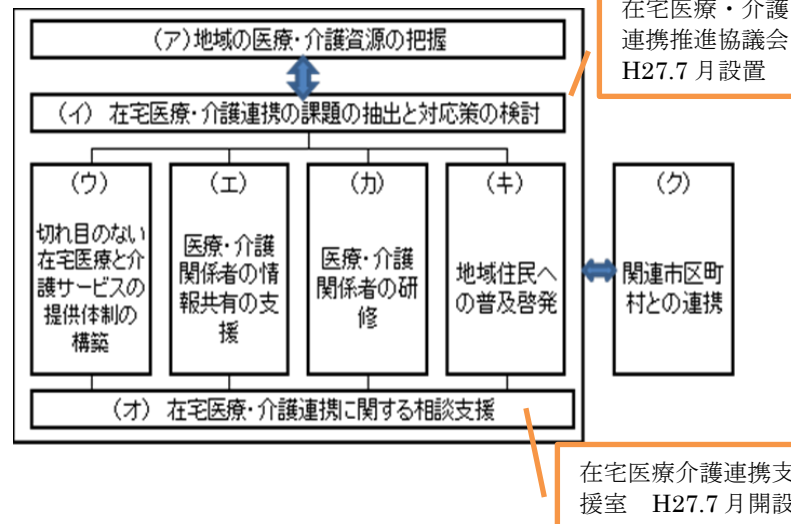 在宅医療・介護
連携推進協議会
H27.7月設置
(ア)地域の医療・介護資源の把握
(イ) 在宅医療・介護連携の課題の抽出と対応策の検討
(ウ)
切れ目のない
在宅医療と介
護サービスの
提供体制の
構築
(エ)
医療・介護
関係者の情
報共有の支
援
(カ)
医療・介護
関係者の研
修
(キ)
地域住民へ
の普及啓発
(ク)
関連市区町
村との連携
(オ) 在宅医療・介護連携に関する相談支援
在宅医療介護連携支
援室　H27.7月開設